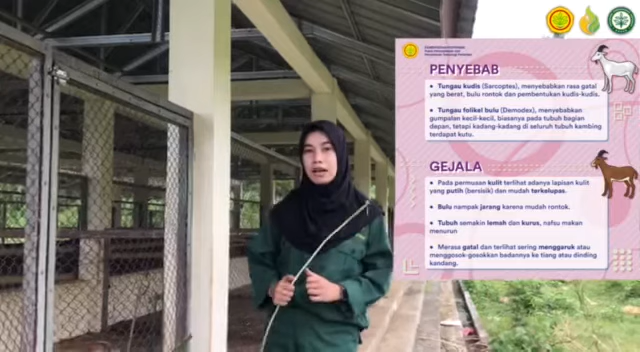 PENYEBAB
• Tungau kudis (Sarcoptes), menyebabkan rasa gatal
yang berat, bulu rontok dan pembentukan kudis-kudis.
• Tungau folikel bulu (Demodex), menyebabkan
gumpalan kecil-kecil, biasanya pada tubuh bagian
depan, tetapi kadang-kadang di seluruh tubuh kambing
terdapat kutu.
GEJALA
• Pada permusan kulit terlihat adanya lapisan kulit
yang putih (bersisik) dan mudah terkelupas.
• Bulu nampak jarang karena mudah rontok.
• Tubuh semakin lemah dan kurus, nafsu makan
menurun
• Merasa gatal dan terlihat sering menggaruk atau
menggosok-gosokkan badannya ke tiang atau dinding
kandang.